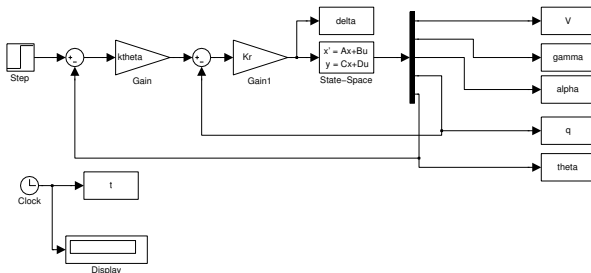 delta
V
Step
ktheta
Gain
Kr
Gain1
x' = Ax+Bu
y = Cx+Du
State−Space
gamma
alpha
q
theta
Clock
t
Display